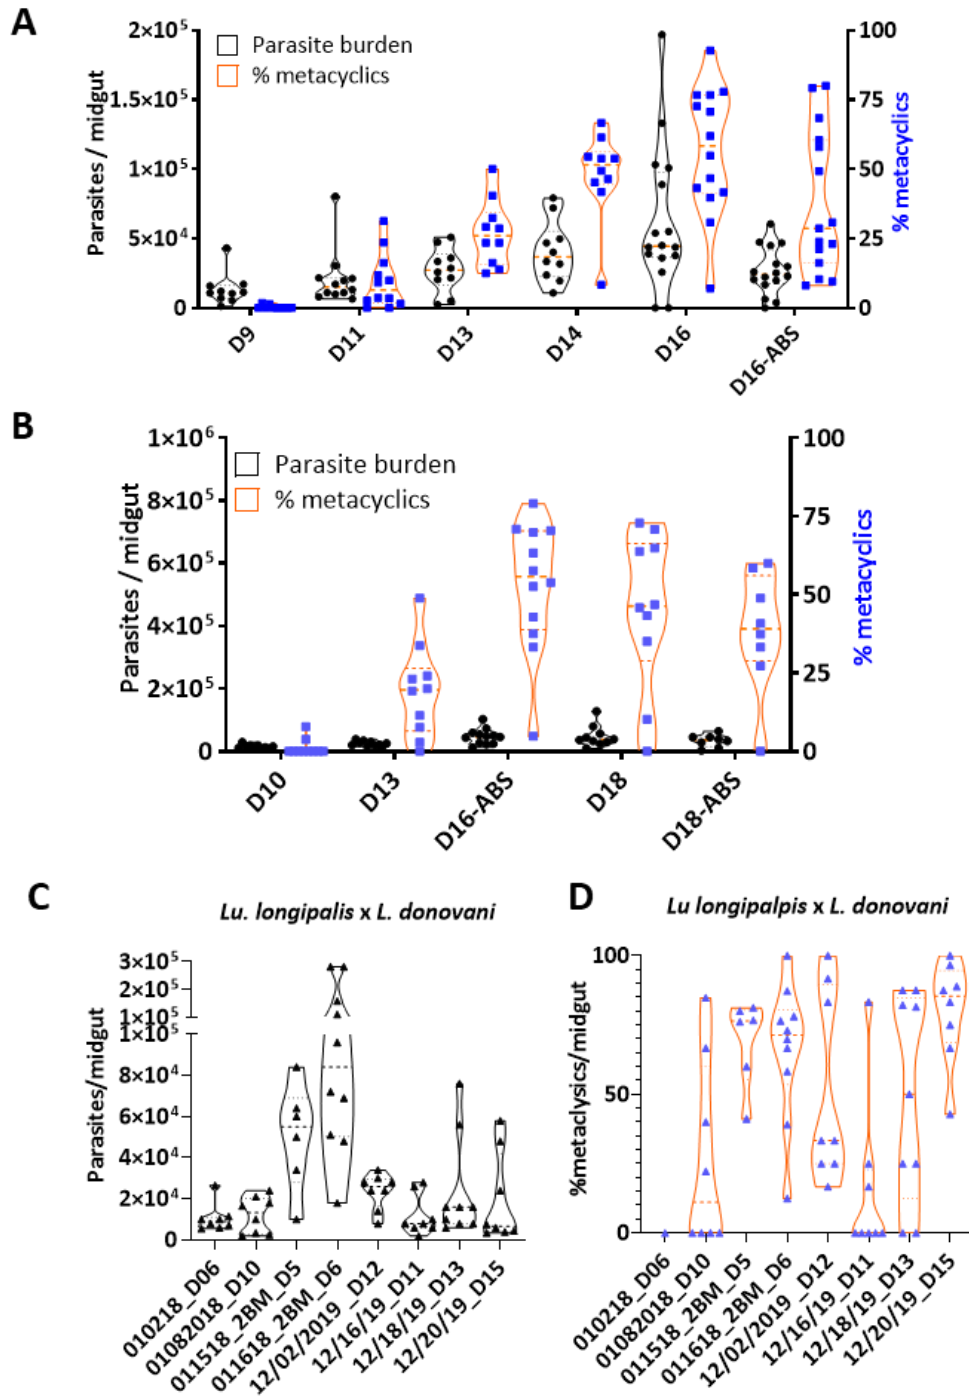 A
Parasites / midgut
2×10⁵
1.5×10⁵
1×10⁵
5×10⁴
0
Parasite burden
% metacyclics
100
75
50
25
0
% metacyclics
D9
D11
D13
D14
D16
D16-ABS
B
Parasites / midgut
1×10⁶
8×10⁵
6×10⁵
4×10⁵
2×10⁵
0
Parasite burden
% metacyclics
100
75
50
25
0
% metacyclics
D10
D13
D16-ABS
D18
D18-ABS
C
Lu. longipalis x L. donovani
Parasites/midgut
3×10⁵
2×10⁵
1×10⁵
1×10⁵
8×10⁴
6×10⁴
4×10⁴
2×10⁴
0
010218_D06
01082018_D10
011518_2BM_D5
011618_2BM_D6
12/02/2019_D12
12/16/19_D11
12/18/19_D13
12/20/19_D15
D
Lu longipalpis x L. donovani
%metaclysics/midgut
100
50
0
010218_D06
01082018_D10
011518_2BM_D5
011618_2BM_D6
12/02/2019_D12
12/16/19_D11
12/18/19_D13
12/20/19_D15